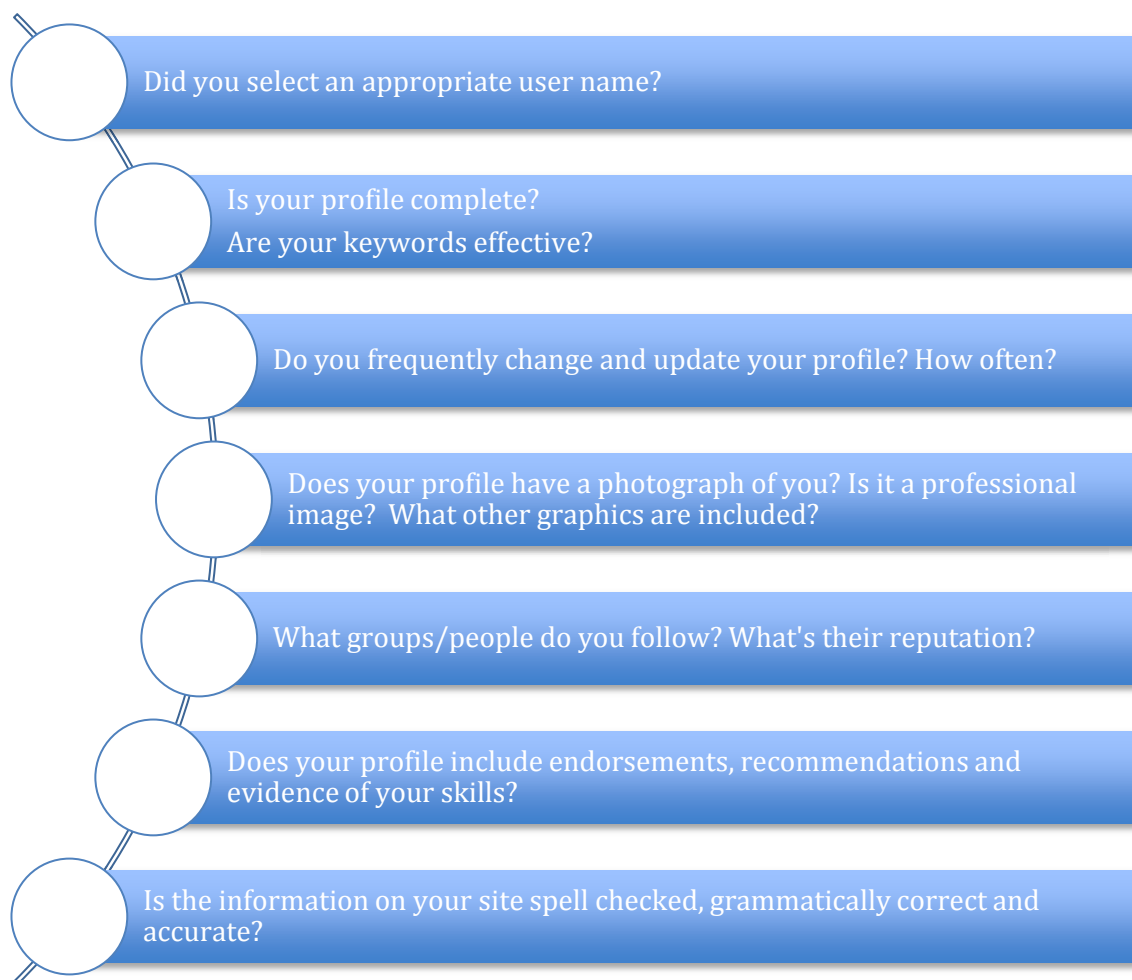 Did you select an appropriate user name?
Is your profile complete?
Are your keywords effective?
Do you frequently change and update your profile? How often?
Does your profile have a photograph of you? Is it a professional
image?  What other graphics are included?
What groups/people do you follow? What's their reputation?
Does your profile include endorsements, recommendations and
evidence of your skills?
Is the information on your site spell checked, grammatically correct and
accurate?